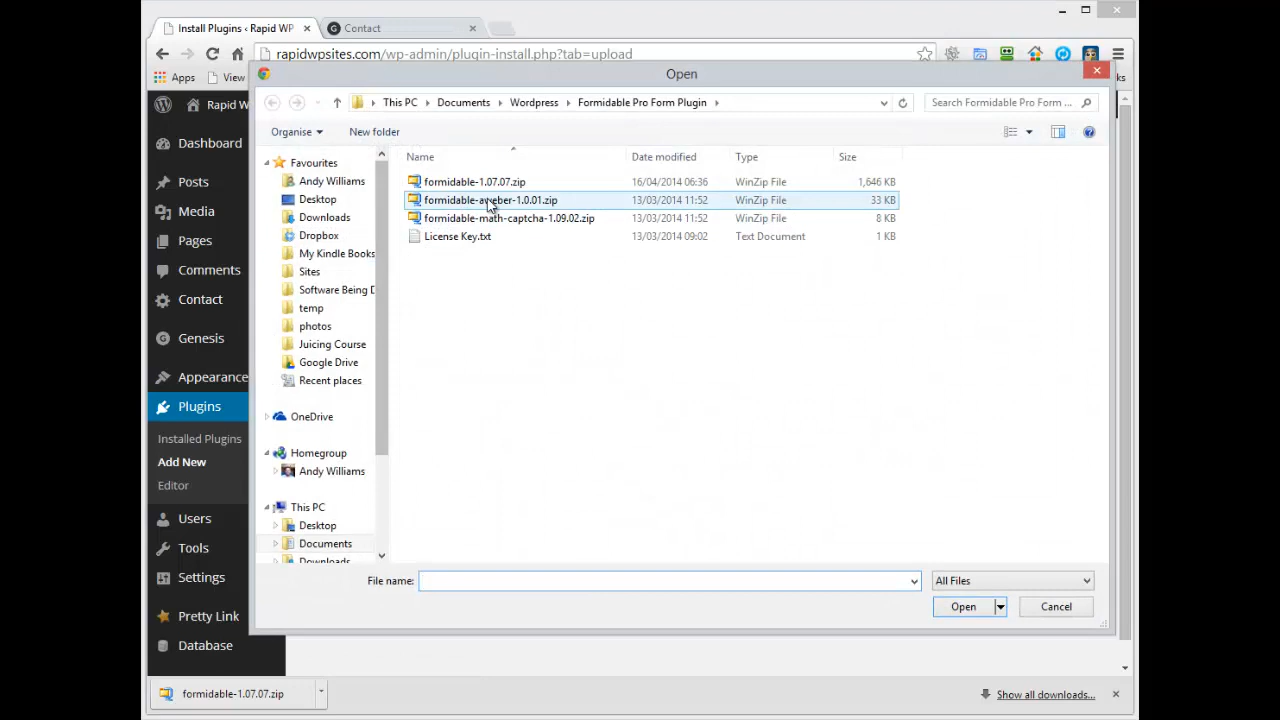 Install Plugins ‹ Rapid WP
Contact
rapidwpsites.com/wp-admin/plugin-install.php?tab=upload
Apps
View
Open
This PC
Documents
Wordpress
Formidable Pro Form Plugin
Search Formidable Pro Form ...
Organise
New folder
Name
Date modified
Type
Size
formidable-1.07.07.zip
16/04/2014 06:36
WinZip File
1,646 KB
formidable-aweber-1.0.01.zip
13/03/2014 11:52
WinZip File
33 KB
formidable-math-captcha-1.09.02.zip
13/03/2014 11:52
WinZip File
8 KB
License Key.txt
13/03/2014 09:02
Text Document
1 KB
Favourites
Andy Williams
Desktop
Downloads
Dropbox
My Kindle Books
Sites
Software Being D
temp
photos
Juicing Course
Google Drive
Recent places
OneDrive
Homegroup
Andy Williams
This PC
Desktop
Documents
Downloads
File name:
All Files
Open
Cancel
Rapid W
Dashboard
Posts
Media
Pages
Comments
Contact
Genesis
Appearance
Plugins
Installed Plugins
Add New
Editor
Users
Tools
Settings
Pretty Link
Database
formidable-1.07.07.zip
Show all downloads...